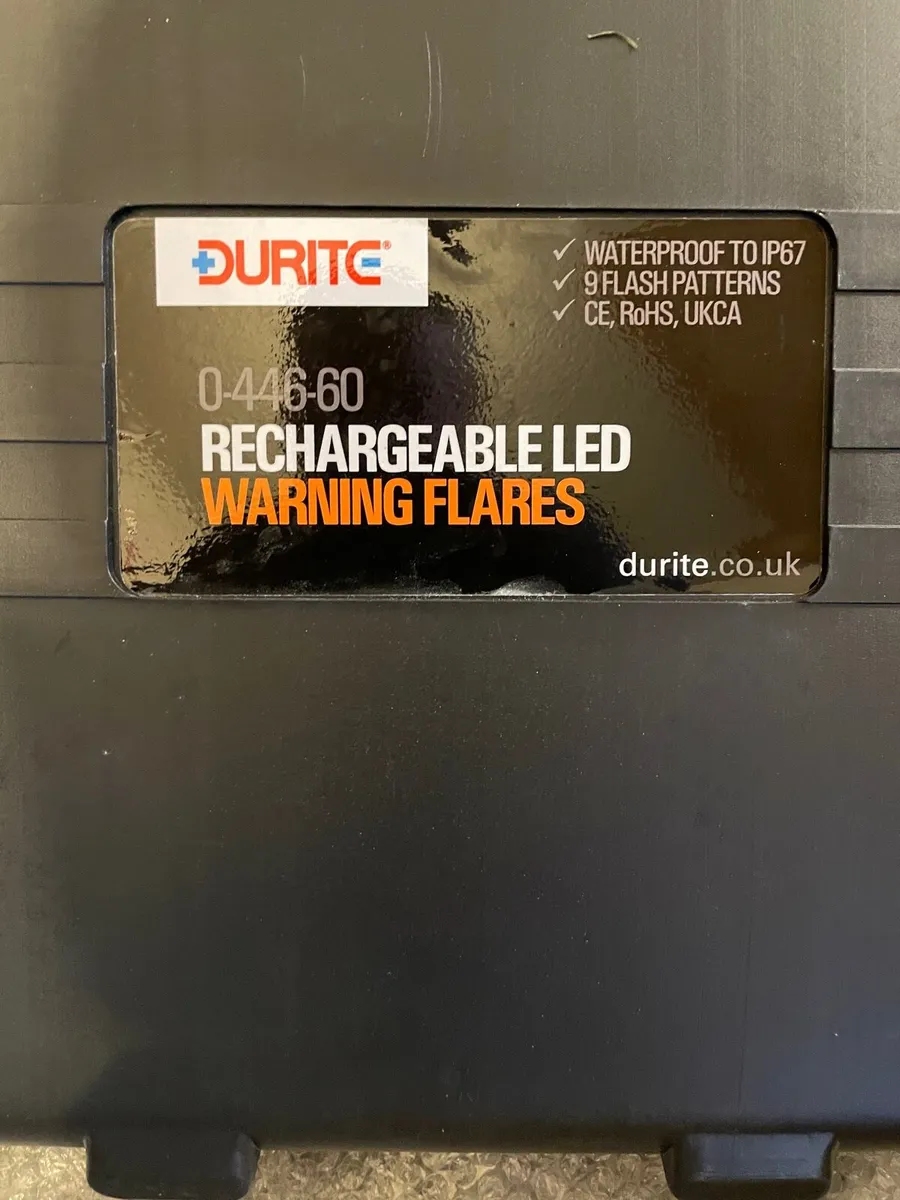 DURITE®
✓ WATERPROOF TO IP67
✓ 9 FLASH PATTERNS
✓ CE, RoHS, UKCA
0-446-60
RECHARGEABLE LED
WARNING FLARES
durite.co.uk